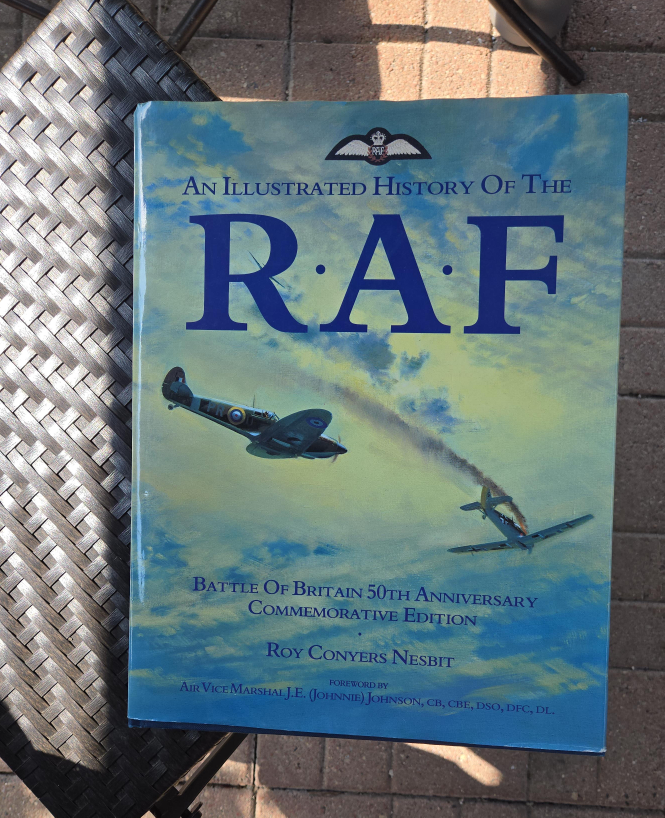 RAF
AN ILLUSTRATED HISTORY OF THE
R·A·F
BATTLE OF BRITAIN 50TH ANNIVERSARY
COMMEMORATIVE EDITION
ROY CONYERS NESBIT
FOREWORD BY
AIR VICE MARSHAL J.E. (JOHNNIE) JOHNSON, CB, CBE, DSO, DFC, DL.